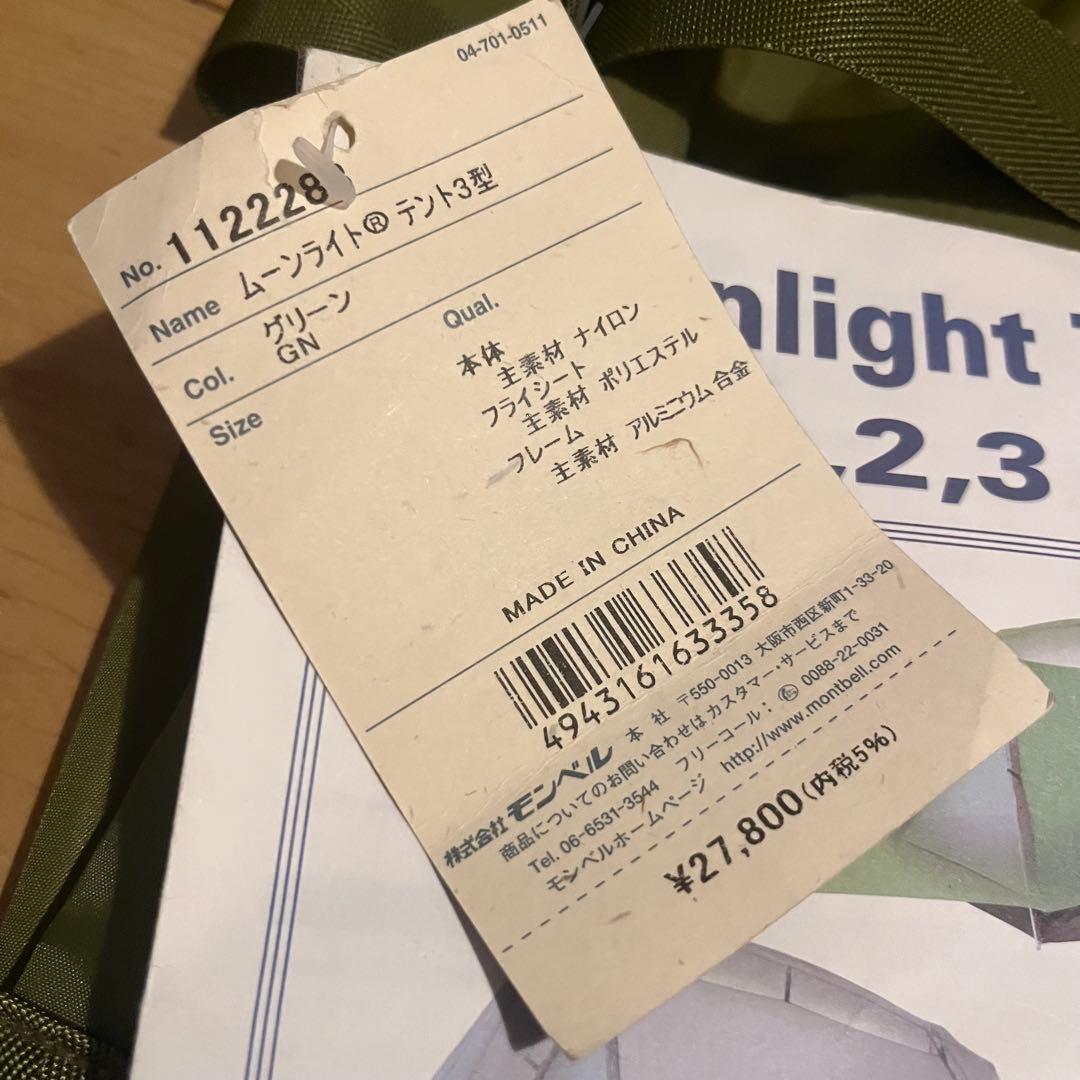 04-701-0511
No. 112228
Name ムーンライト® テント3型
Col. グリーン
GN
Size
Qual.
本体
主素材 ナイロン
フライシート
主素材 ポリエステル
フレーム
主素材 アルミニウム合金
MADE IN CHINA
4943161633358
株式会社 モンベル 本 社 〒550-0013 大阪市西区新町1-33-20
商品についてのお問い合わせはカスタマー・サービスまで
Tel. 06-6531-3544 フリーコール: 0088-22-0031
モンベルホームページ http://www.montbell.com
¥27,800(内税5%)
nlight
,2,3